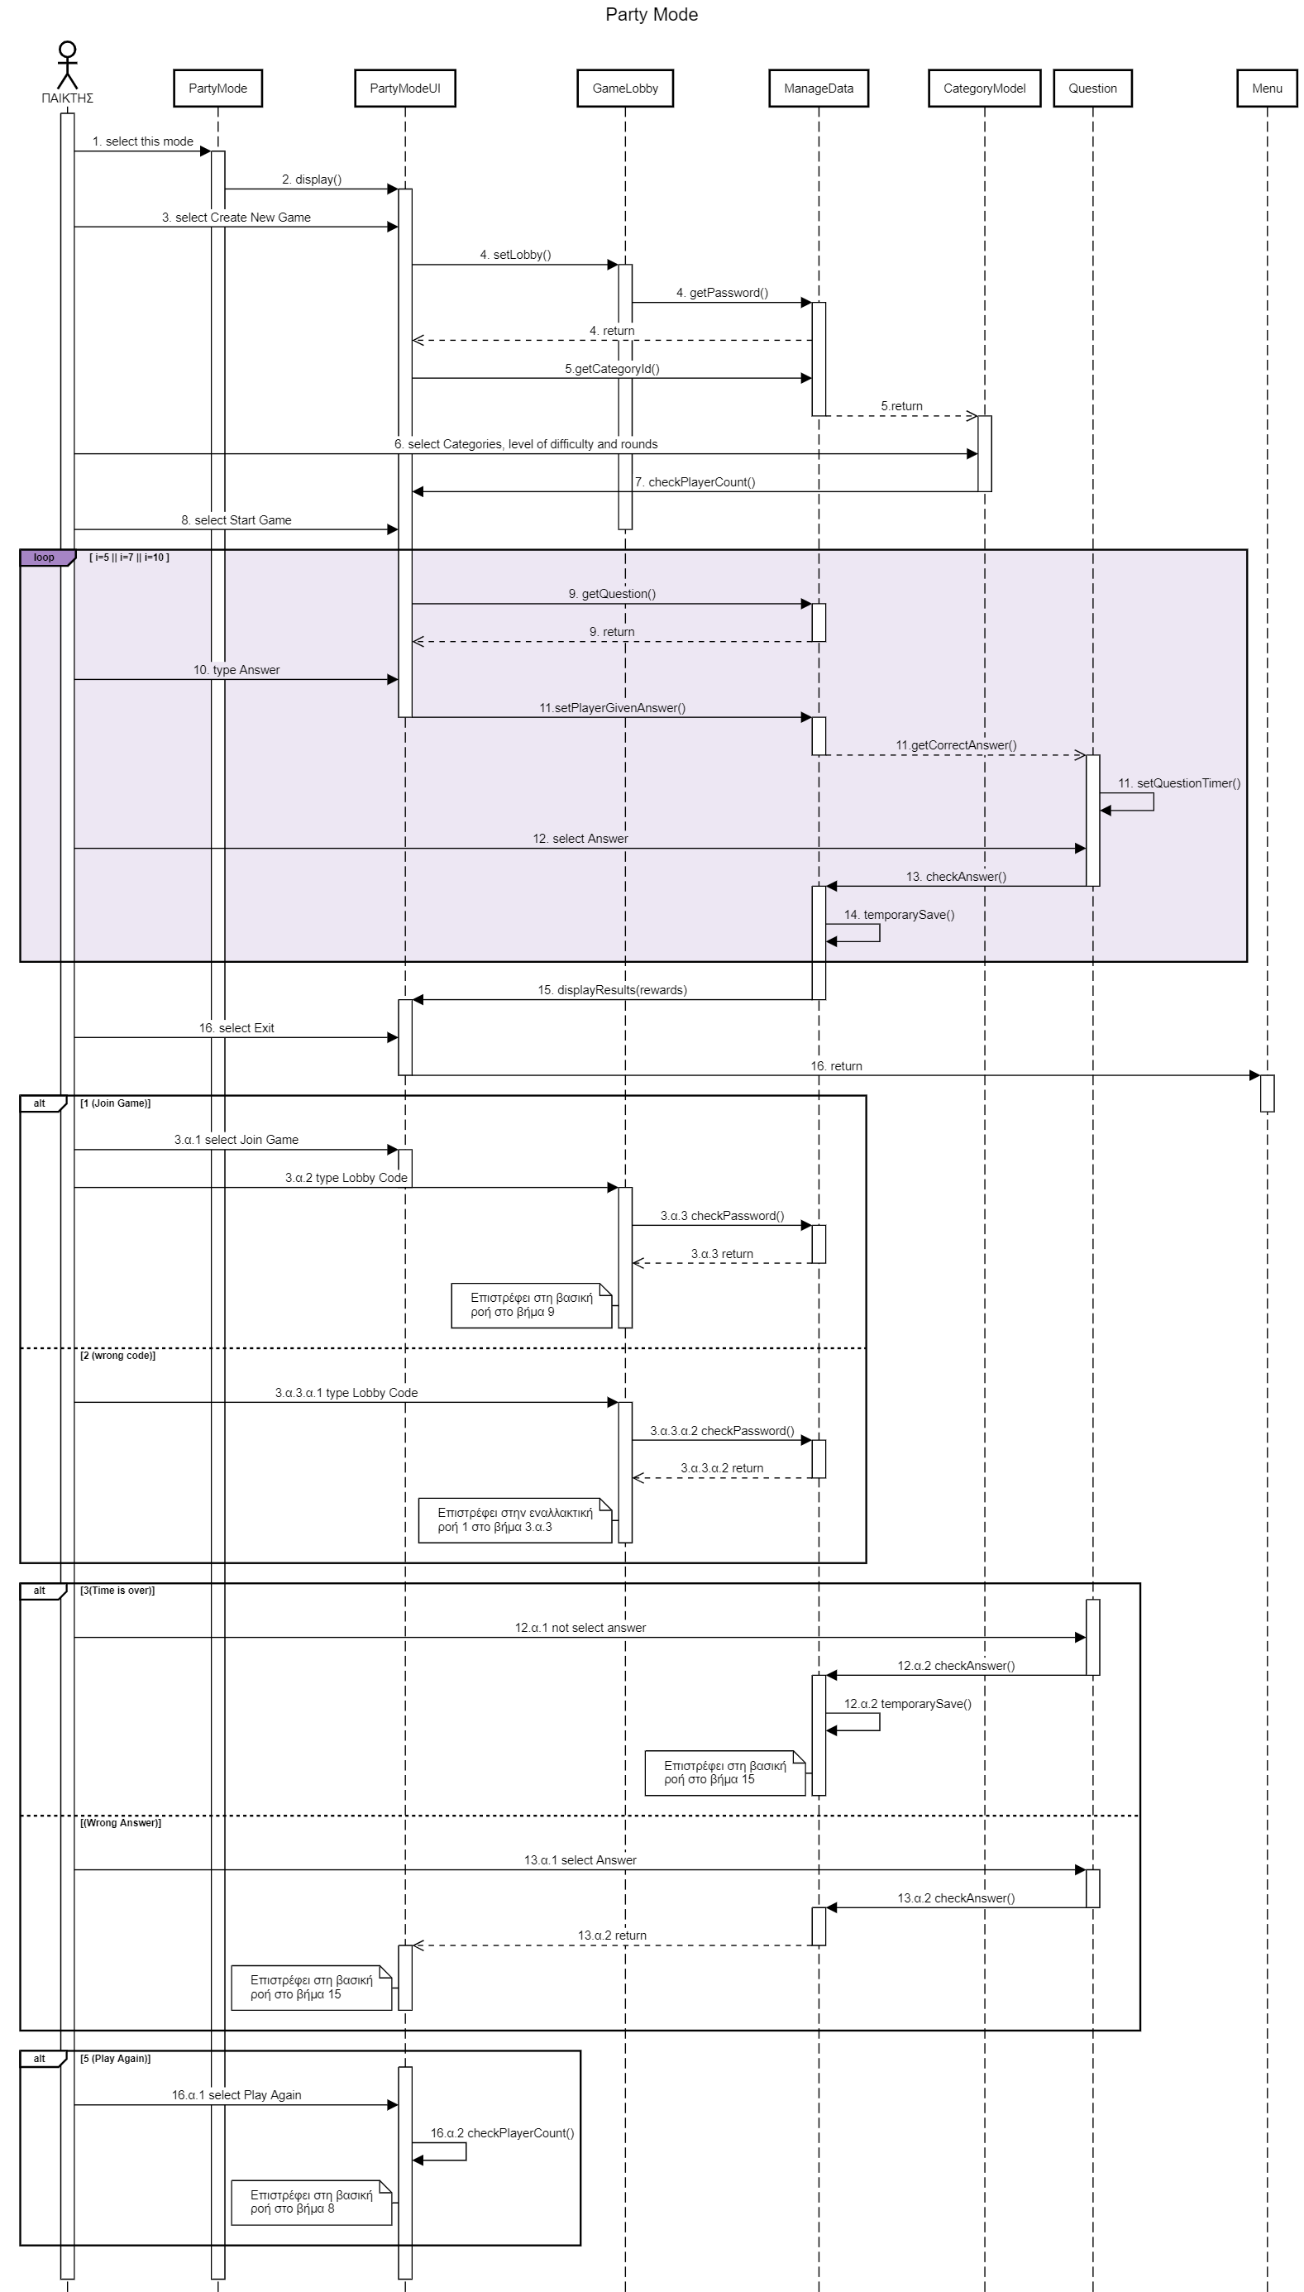 Party Mode
ΠΑΙΚΤΗΣ
PartyMode
PartyModeUI
GameLobby
ManageData
CategoryModel
Question
Menu
1. select this mode
2. display()
3. select Create New Game
4. setLobby()
4. getPassword()
4. return
5.getCategoryId()
5.return
6. select Categories, level of difficulty and rounds
7. checkPlayerCount()
8. select Start Game
loop
[ i=5 || i=7 || i=10 ]
9. getQuestion()
9. return
10. type Answer
11.setPlayerGivenAnswer()
11.getCorrectAnswer()
11. setQuestionTimer()
12. select Answer
13. checkAnswer()
14. temporarySave()
15. displayResults(rewards)
16. select Exit
16. return
alt
[1 (Join Game)]
3.α.1 select Join Game
3.α.2 type Lobby Code
3.α.3 checkPassword()
3.α.3 return
Επιστρέφει στη βασική
ροή στο βήμα 9
[2 (wrong code)]
3.α.3.α.1 type Lobby Code
3.α.3.α.2 checkPassword()
3.α.3.α.2 return
Επιστρέφει στην εναλλακτική
ροή 1 στο βήμα 3.α.3
alt
[3(Time is over)]
12.α.1 not select answer
12.α.2 checkAnswer()
12.α.2 temporarySave()
Επιστρέφει στη βασική
ροή στο βήμα 15
[(Wrong Answer)]
13.α.1 select Answer
13.α.2 checkAnswer()
13.α.2 return
Επιστρέφει στη βασική
ροή στο βήμα 15
alt
[5 (Play Again)]
16.α.1 select Play Again
16.α.2 checkPlayerCount()
Επιστρέφει στη βασική
ροή στο βήμα 8